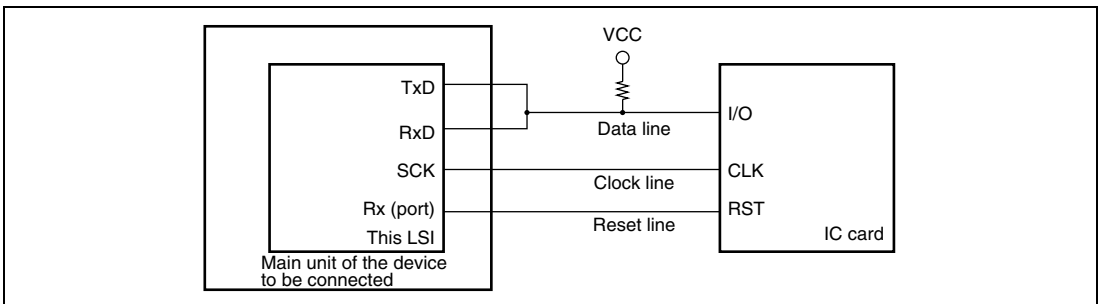 VCC
TxD
RxD
SCK
Rx (port)
This LSI
Main unit of the device
to be connected
Data line
Clock line
Reset line
I/O
CLK
RST
IC card